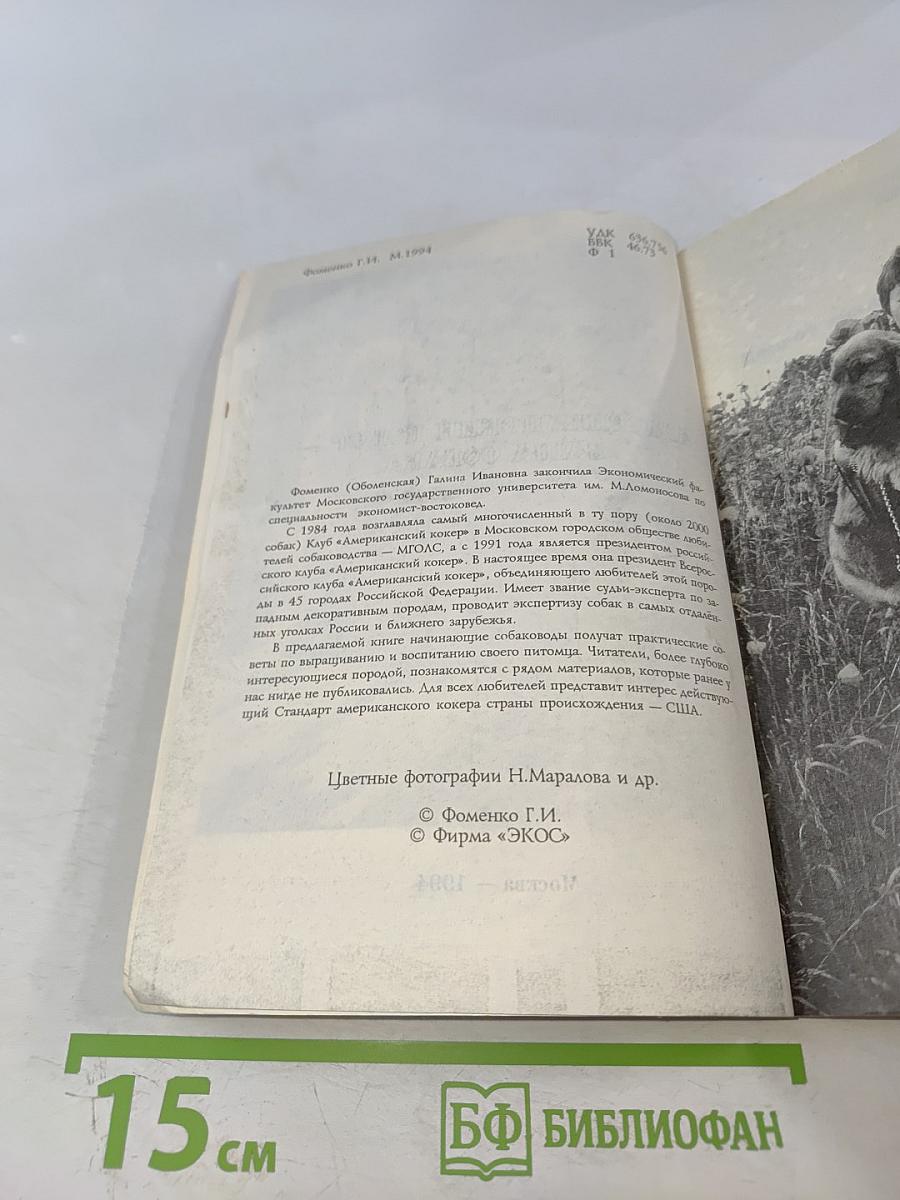 Фоменко Г.И. М.1994
УДК 636.756
ББК 46.73
Ф 1
Фоменко (Оболенская) Галина Ивановна закончила Экономический фа-
культет Московского государственного университета им. М.Ломоносова по
специальности экономист-востоковед.
С 1984 года возглавляла самый многочисленный в ту пору (около 2000
собак) Клуб «Американский кокер» в Московском городском обществе люби-
телей собаководства — МГОЛС, а с 1991 года является президентом россий-
ского клуба «Американский кокер». В настоящее время она президент Всерос-
сийского клуба «Американский кокер», объединяющего любителей этой поро-
ды в 45 городах Российской Федерации. Имеет звание судьи-эксперта по за-
падным декоративным породам, проводит экспертизу собак в самых отдалён-
ных уголках России и ближнего зарубежья.
В предлагаемой книге начинающие собаководы получат практические со-
веты по выращиванию и воспитанию своего питомца. Читатели, более глубоко
интересующиеся породой, познакомятся с рядом материалов, которые ранее у
нас нигде не публиковались. Для всех любителей представит интерес действую-
щий Стандарт американского кокера страны происхождения — США.
Цветные фотографии Н.Маралова и др.
© Фоменко Г.И.
© Фирма «ЭКОС»
Москва — 1994
15 см
БФ БИБЛИОФАН